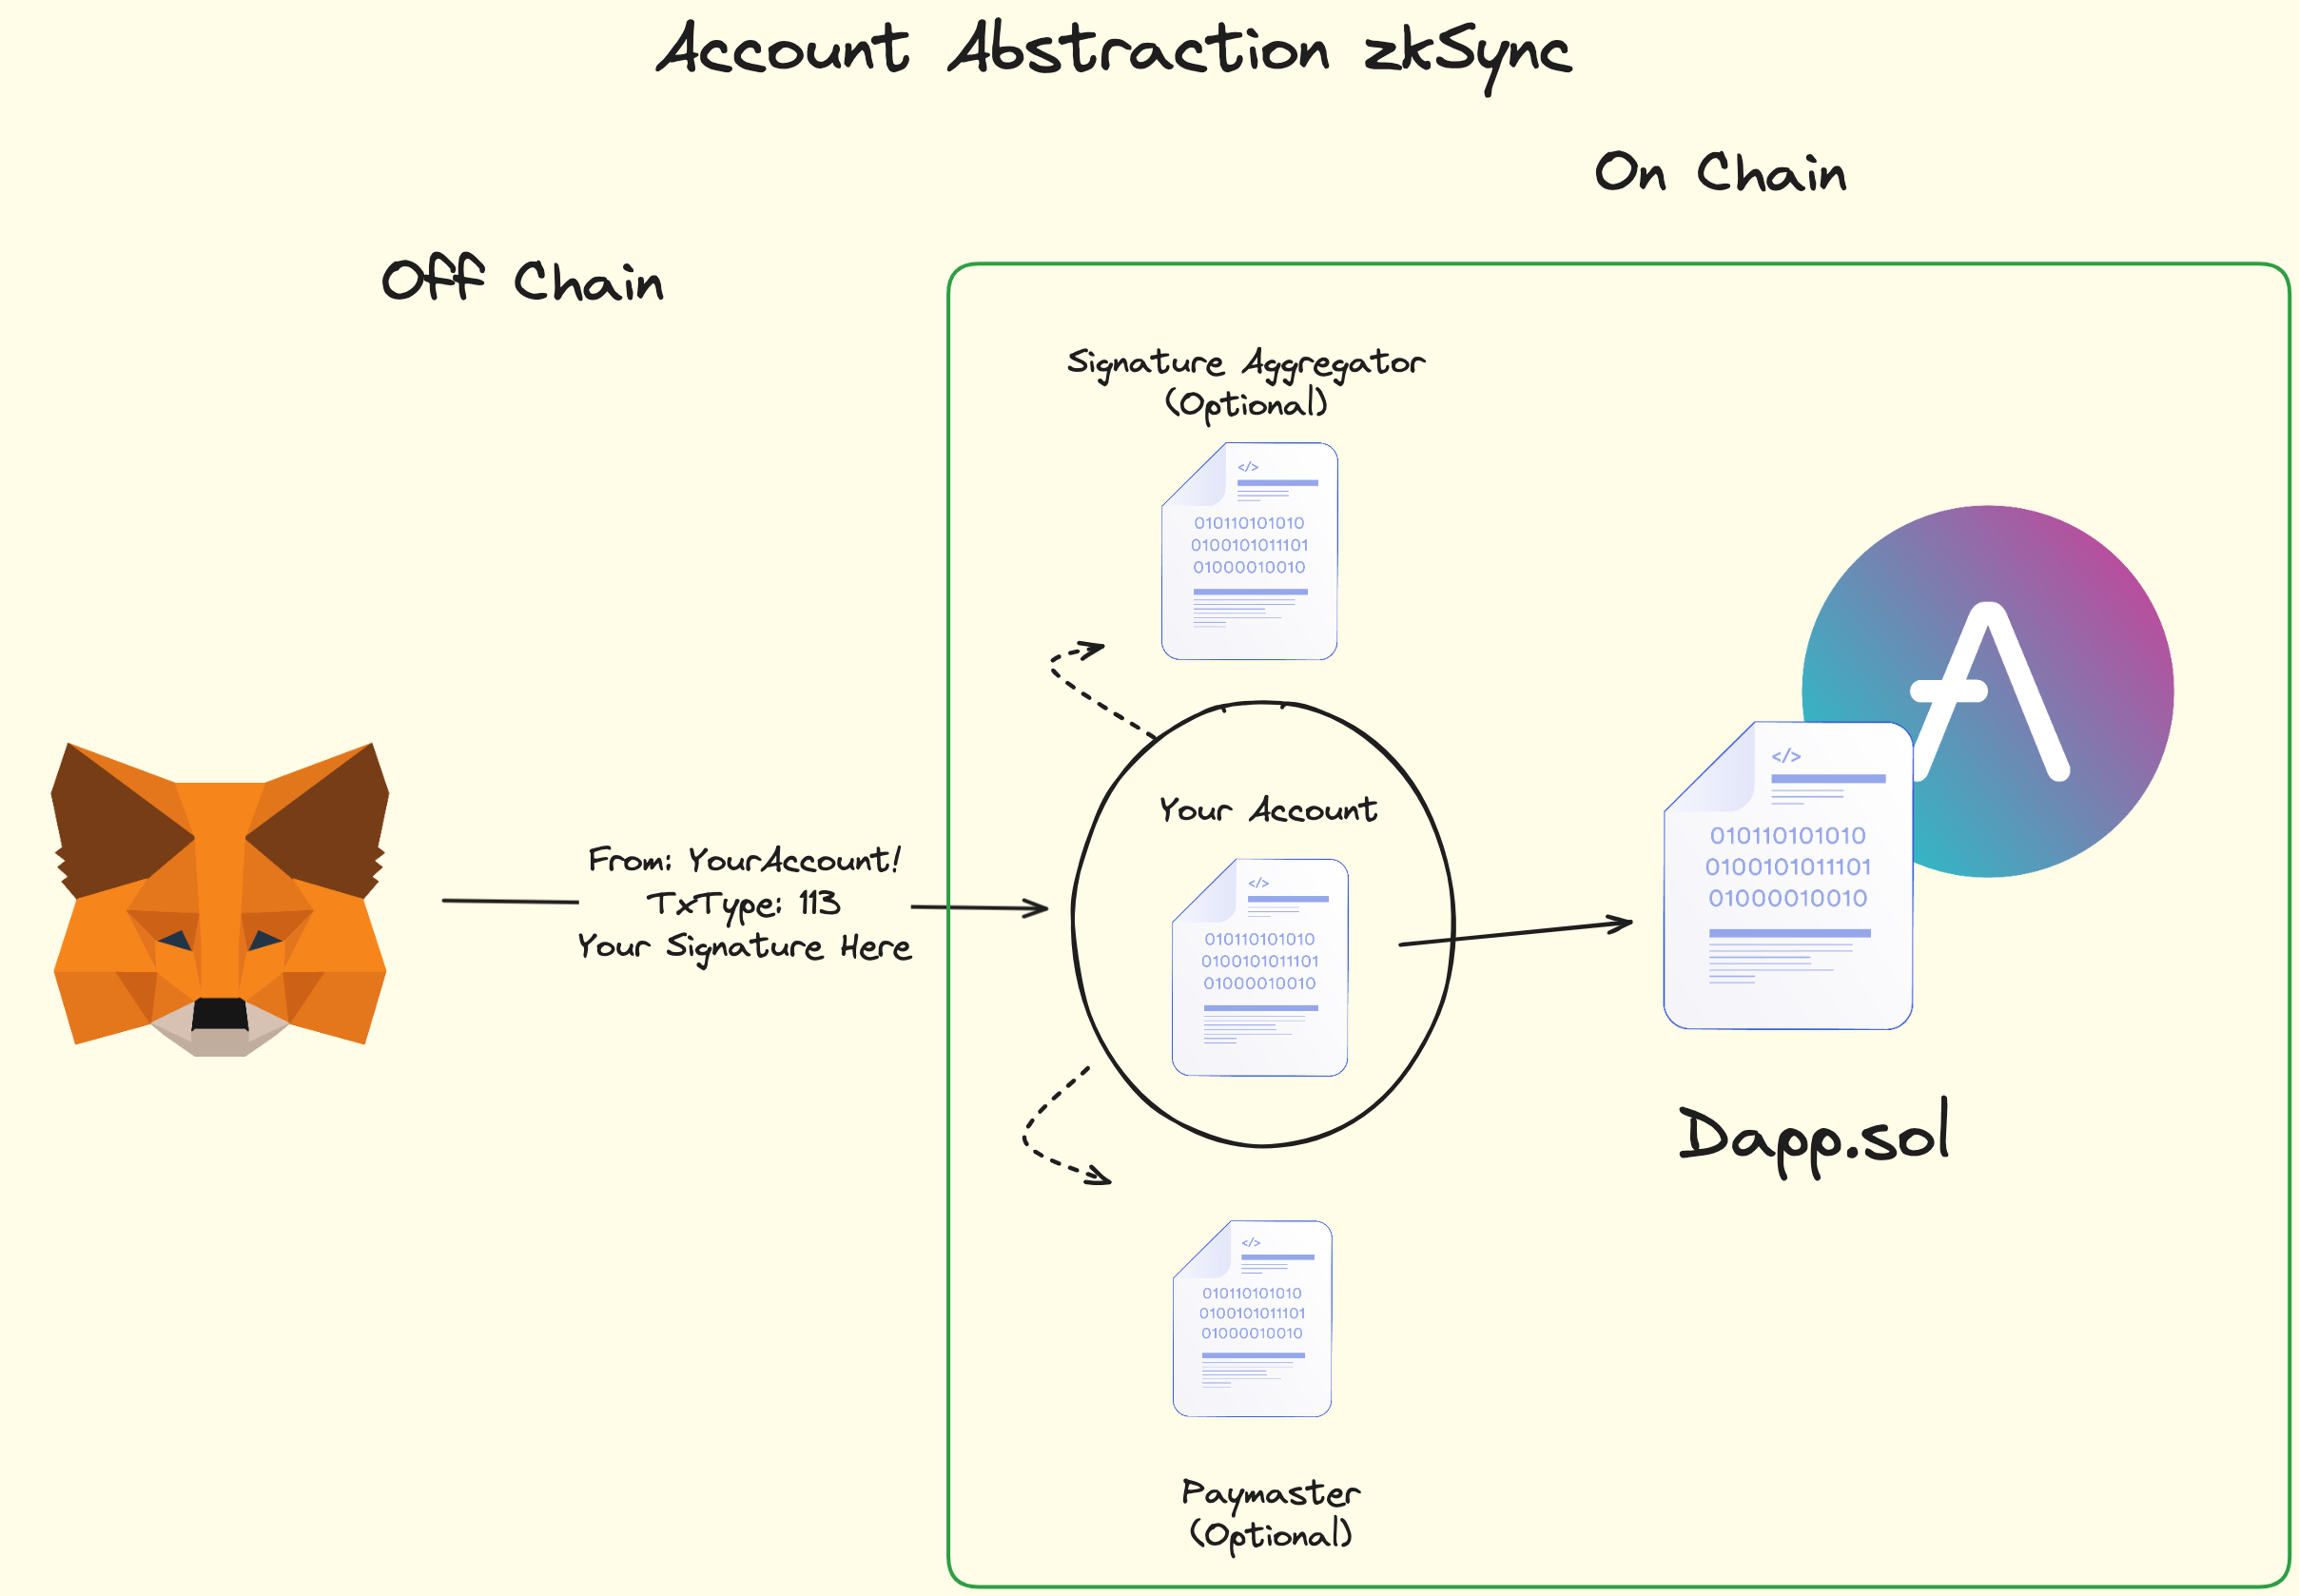 Account Abstraction zkSync
On Chain
Off Chain
Signature Aggregator
(Optional)
</>
010110101010
0100101011101
01000010010
</>
010110101010
0100101011101
01000010010
Dapp.sol
From: YourAccount!
TxType: 113
Your Signature Here
Your Account
</>
010110101010
0100101011101
01000010010
</>
010110101010
0100101011101
01000010010
Paymaster
(Optional)